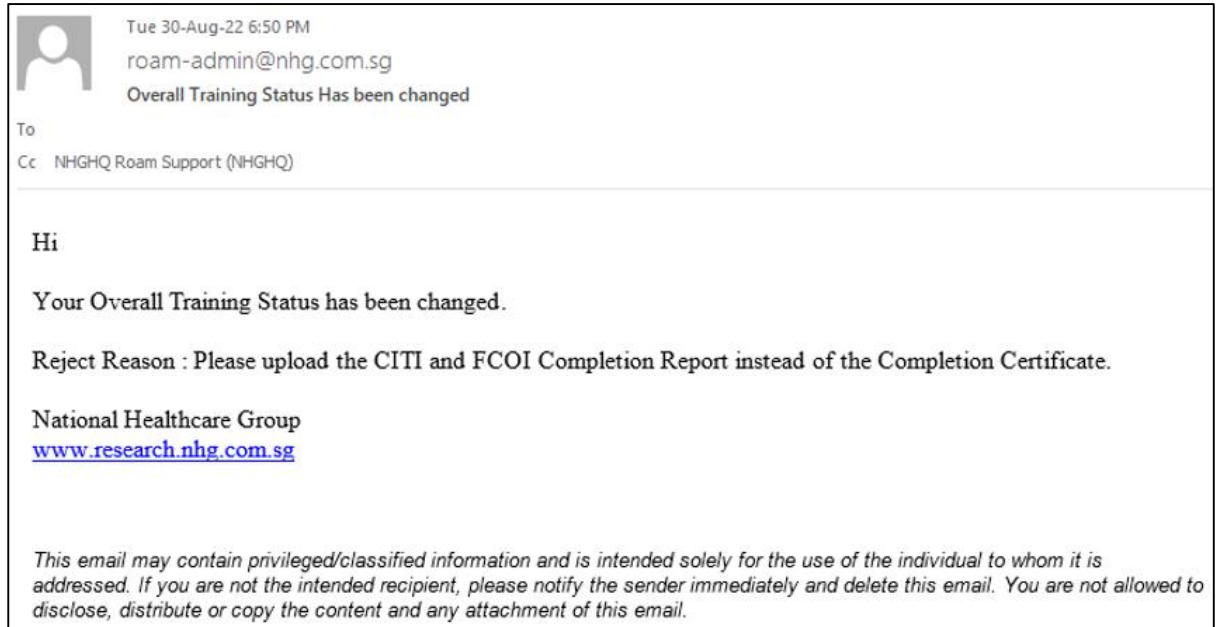 Tue 30-Aug-22 6:50 PM
roam-admin@nhg.com.sg
Overall Training Status Has been changed
To
Cc NHGHQ Roam Support (NHGHQ)
Hi
Your Overall Training Status has been changed.
Reject Reason : Please upload the CITI and FCOI Completion Report instead of the Completion Certificate.
National Healthcare Group
www.research.nhg.com.sg
This email may contain privileged/classified information and is intended solely for the use of the individual to whom it is
addressed. If you are not the intended recipient, please notify the sender immediately and delete this email. You are not allowed to
disclose, distribute or copy the content and any attachment of this email.